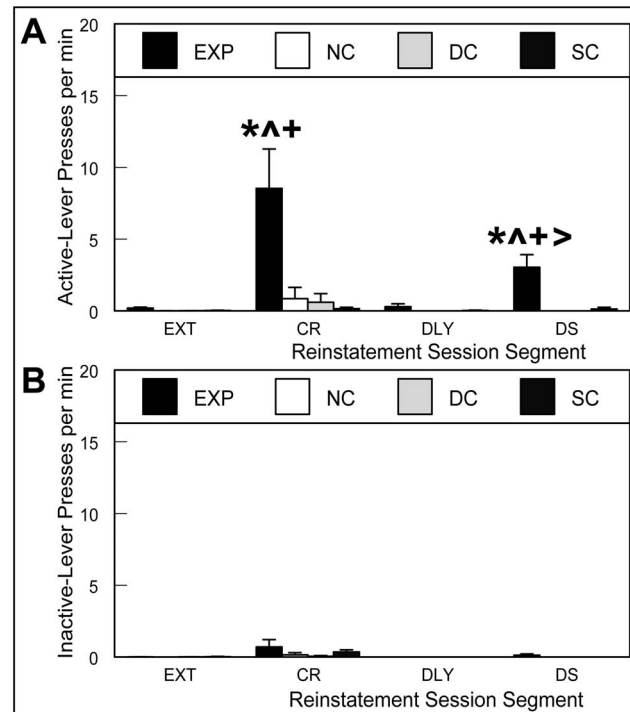 A
20
EXP NC DC SC
15
*^+
10
*^+>
5
0
Active-Lever Presses per min
EXT CR DLY DS
Reinstatement Session Segment
B
20
EXP NC DC SC
15
10
5
0
Inactive-Lever Presses per min
EXT CR DLY DS
Reinstatement Session Segment